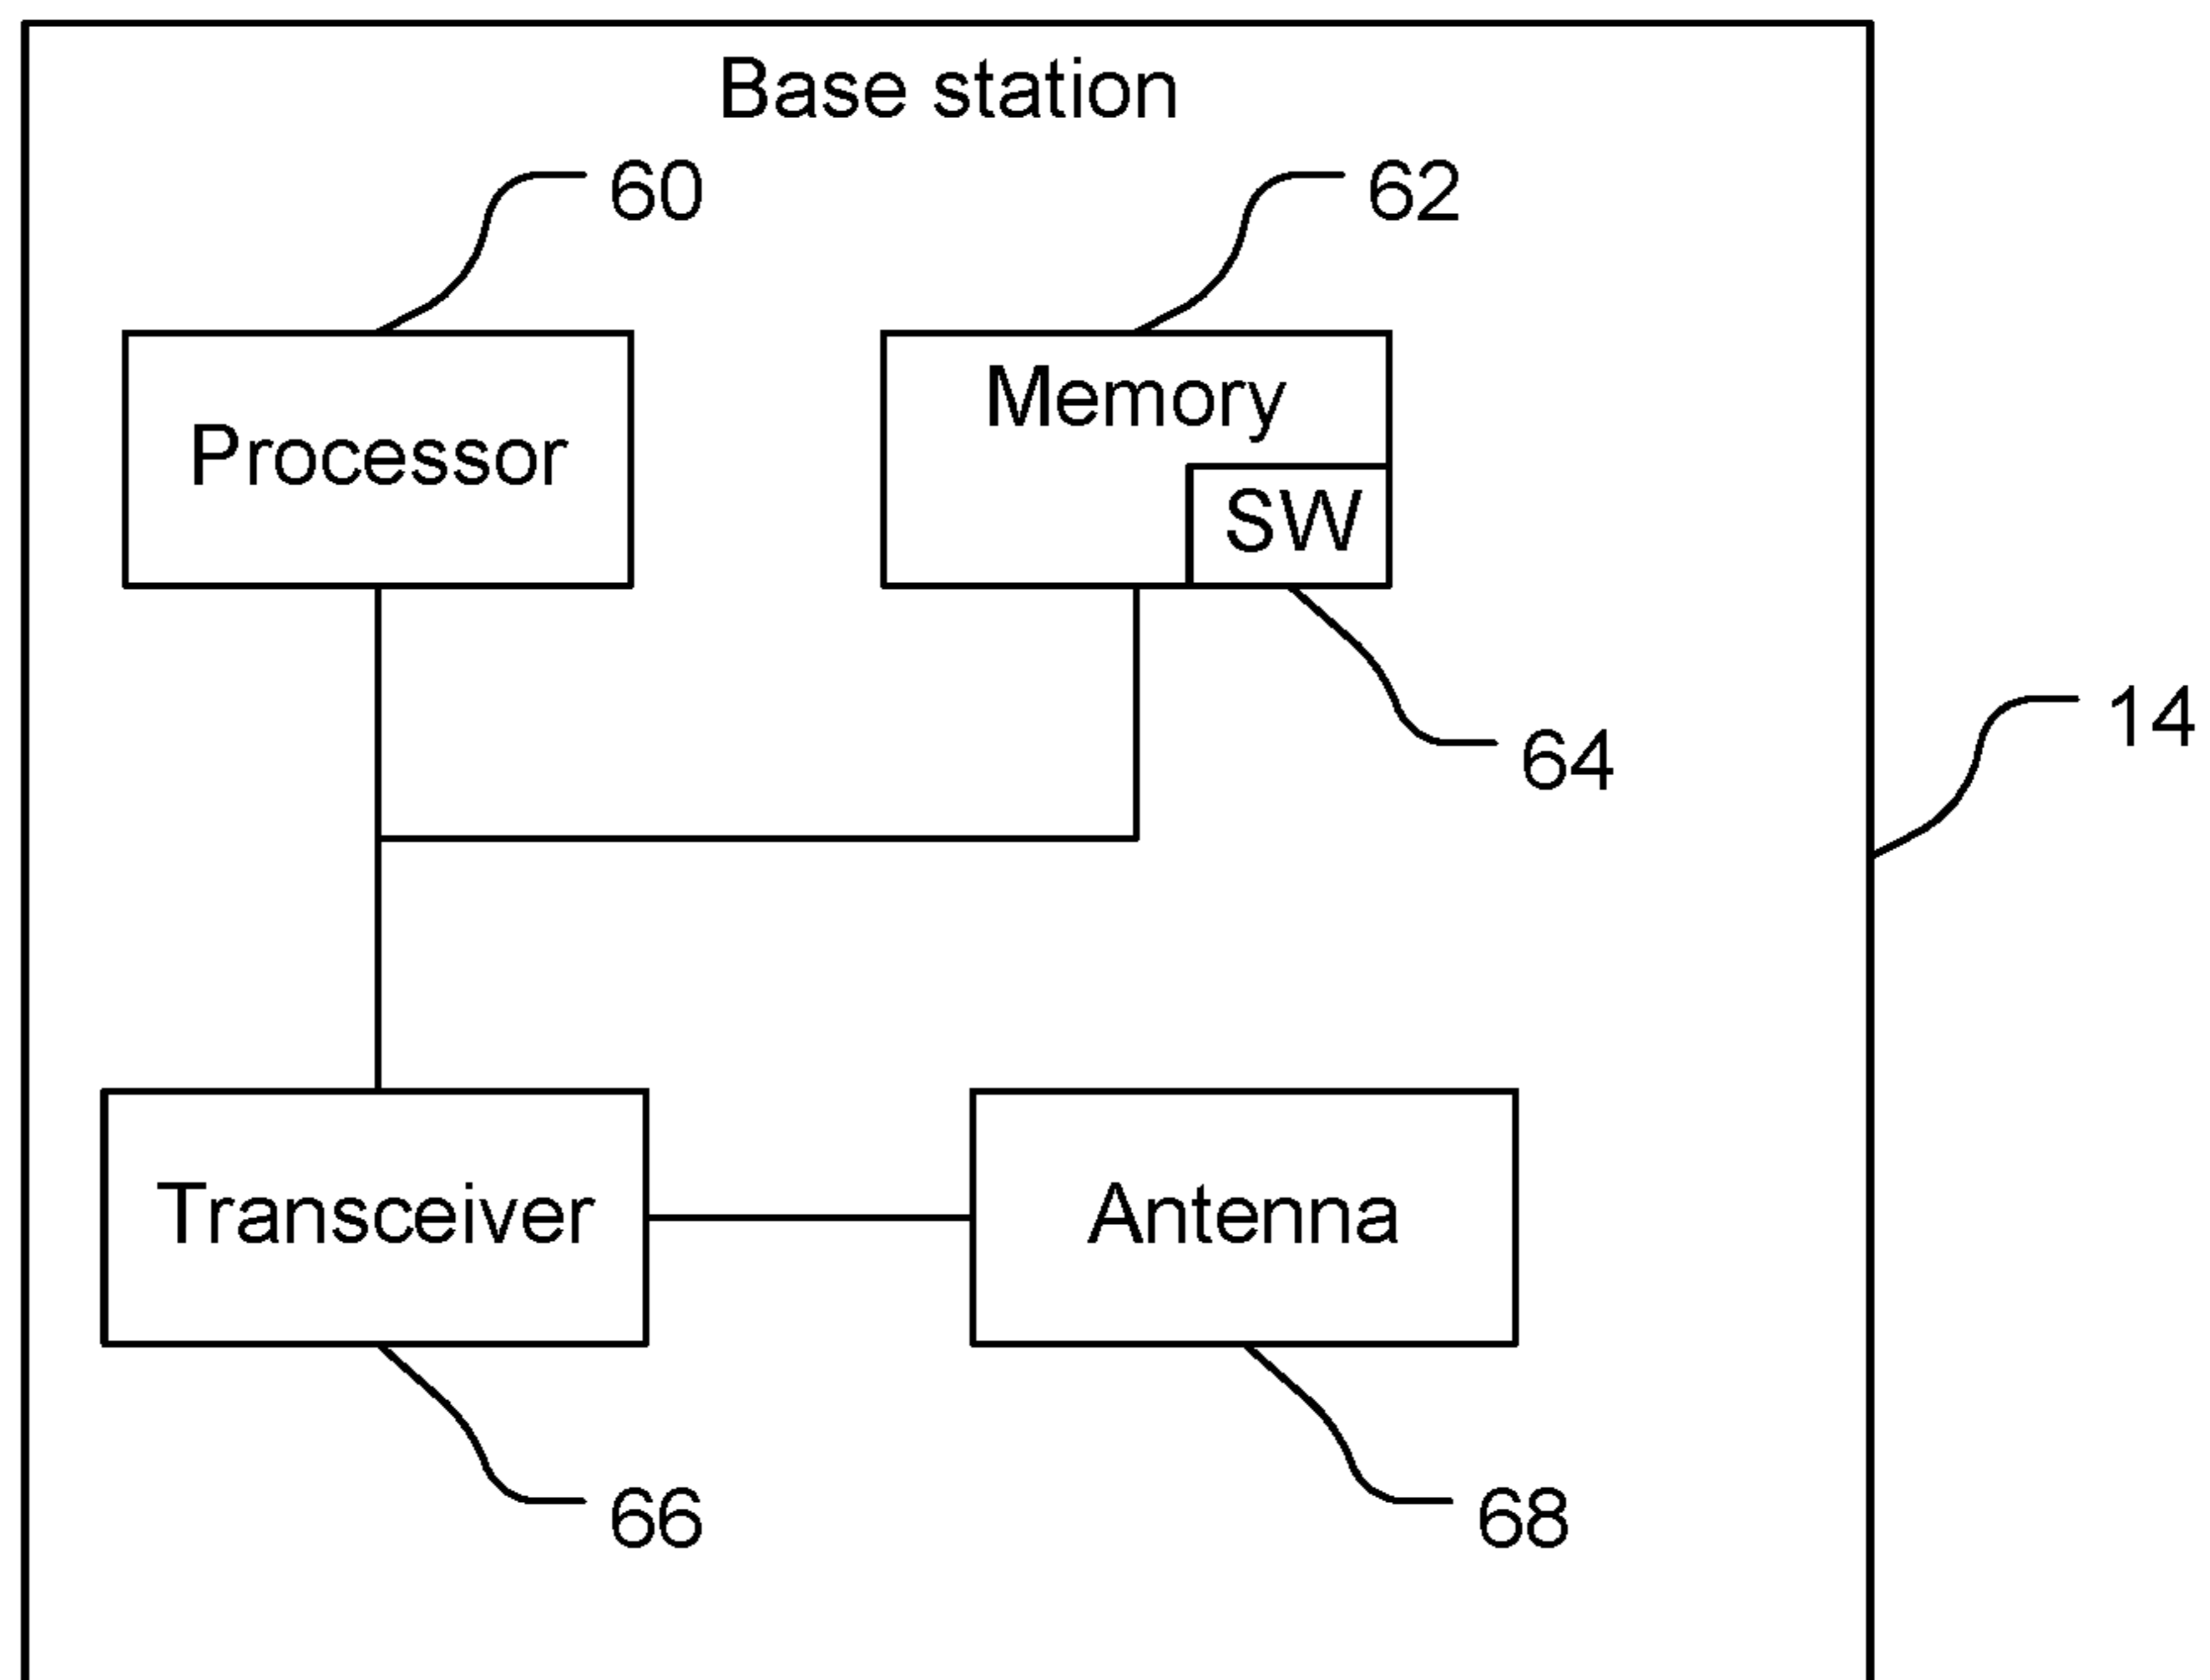 Base station
60
62
Processor
Memory
SW
64
14
Transceiver
Antenna
66
68